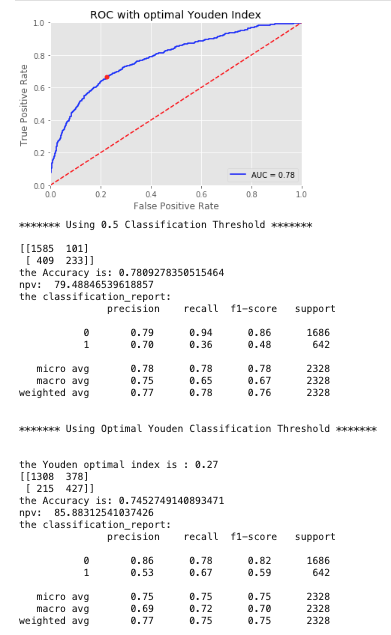 ROC with optimal Youden Index
1.0
0.8
0.6
0.4
0.2
0.0
True Positive Rate
AUC = 0.78
0.0 0.2 0.4 0.6 0.8 1.0
False Positive Rate
******* Using 0.5 Classification Threshold *******
[[1585 101]
[ 409 233]]
the Accuracy is: 0.7809278350515464
npv: 79.48846539618857
the classification_report:
precision recall f1-score support
0 0.79 0.94 0.86 1686
1 0.70 0.36 0.48 642
micro avg 0.78 0.78 0.78 2328
macro avg 0.75 0.65 0.67 2328
weighted avg 0.77 0.78 0.76 2328
******* Using Optimal Youden Classification Threshold *******
the Youden optimal index is : 0.27
[[1308 378]
[ 215 427]]
the Accuracy is: 0.7452749140893471
npv: 85.88312541037426
the classification_report:
precision recall f1-score support
0 0.86 0.78 0.82 1686
1 0.53 0.67 0.59 642
micro avg 0.75 0.75 0.75 2328
macro avg 0.69 0.72 0.70 2328
weighted avg 0.77 0.75 0.75 2328